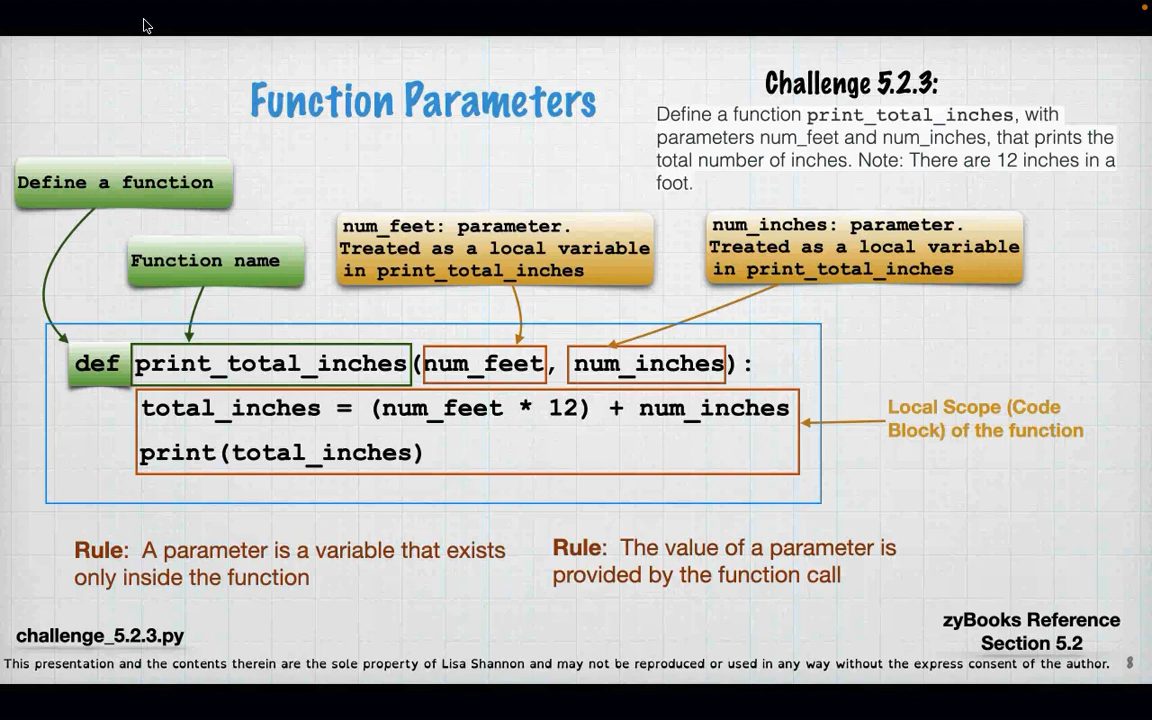 Function Parameters
Challenge 5.2.3:
Define a function print_total_inches, with
parameters num_feet and num_inches, that prints the
total number of inches. Note: There are 12 inches in a
foot.
Define a function
Function name
num_feet: parameter.
Treated as a local variable
in print_total_inches
num_inches: parameter.
Treated as a local variable
in print_total_inches
def print_total_inches(num_feet, num_inches):
total_inches = (num_feet * 12) + num_inches
print(total_inches)
Local Scope (Code
Block) of the function
Rule: A parameter is a variable that exists
only inside the function
Rule: The value of a parameter is
provided by the function call
challenge_5.2.3.py
zyBooks Reference
Section 5.2
This presentation and the contents therein are the sole property of Lisa Shannon and may not be reproduced or used in any way without the express consent of the author. 8